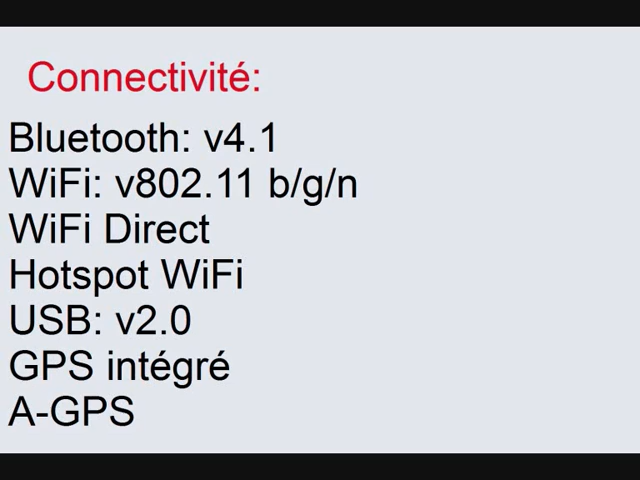 Connectivité:
Bluetooth: v4.1
WiFi: v802.11 b/g/n
WiFi Direct
Hotspot WiFi
USB: v2.0
GPS intégré
A-GPS